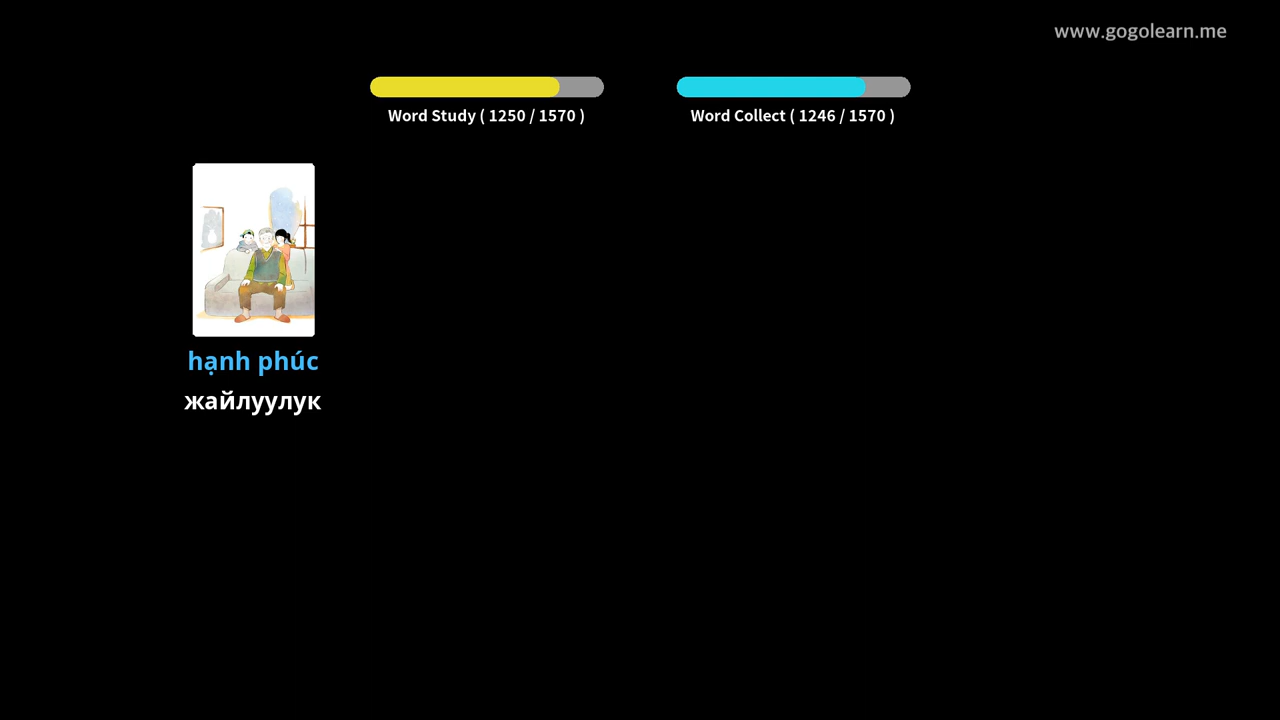 www.gogolearn.me
Word Study ( 1250 / 1570 )
Word Collect ( 1246 / 1570 )
hạnh phúc
жайлуулук